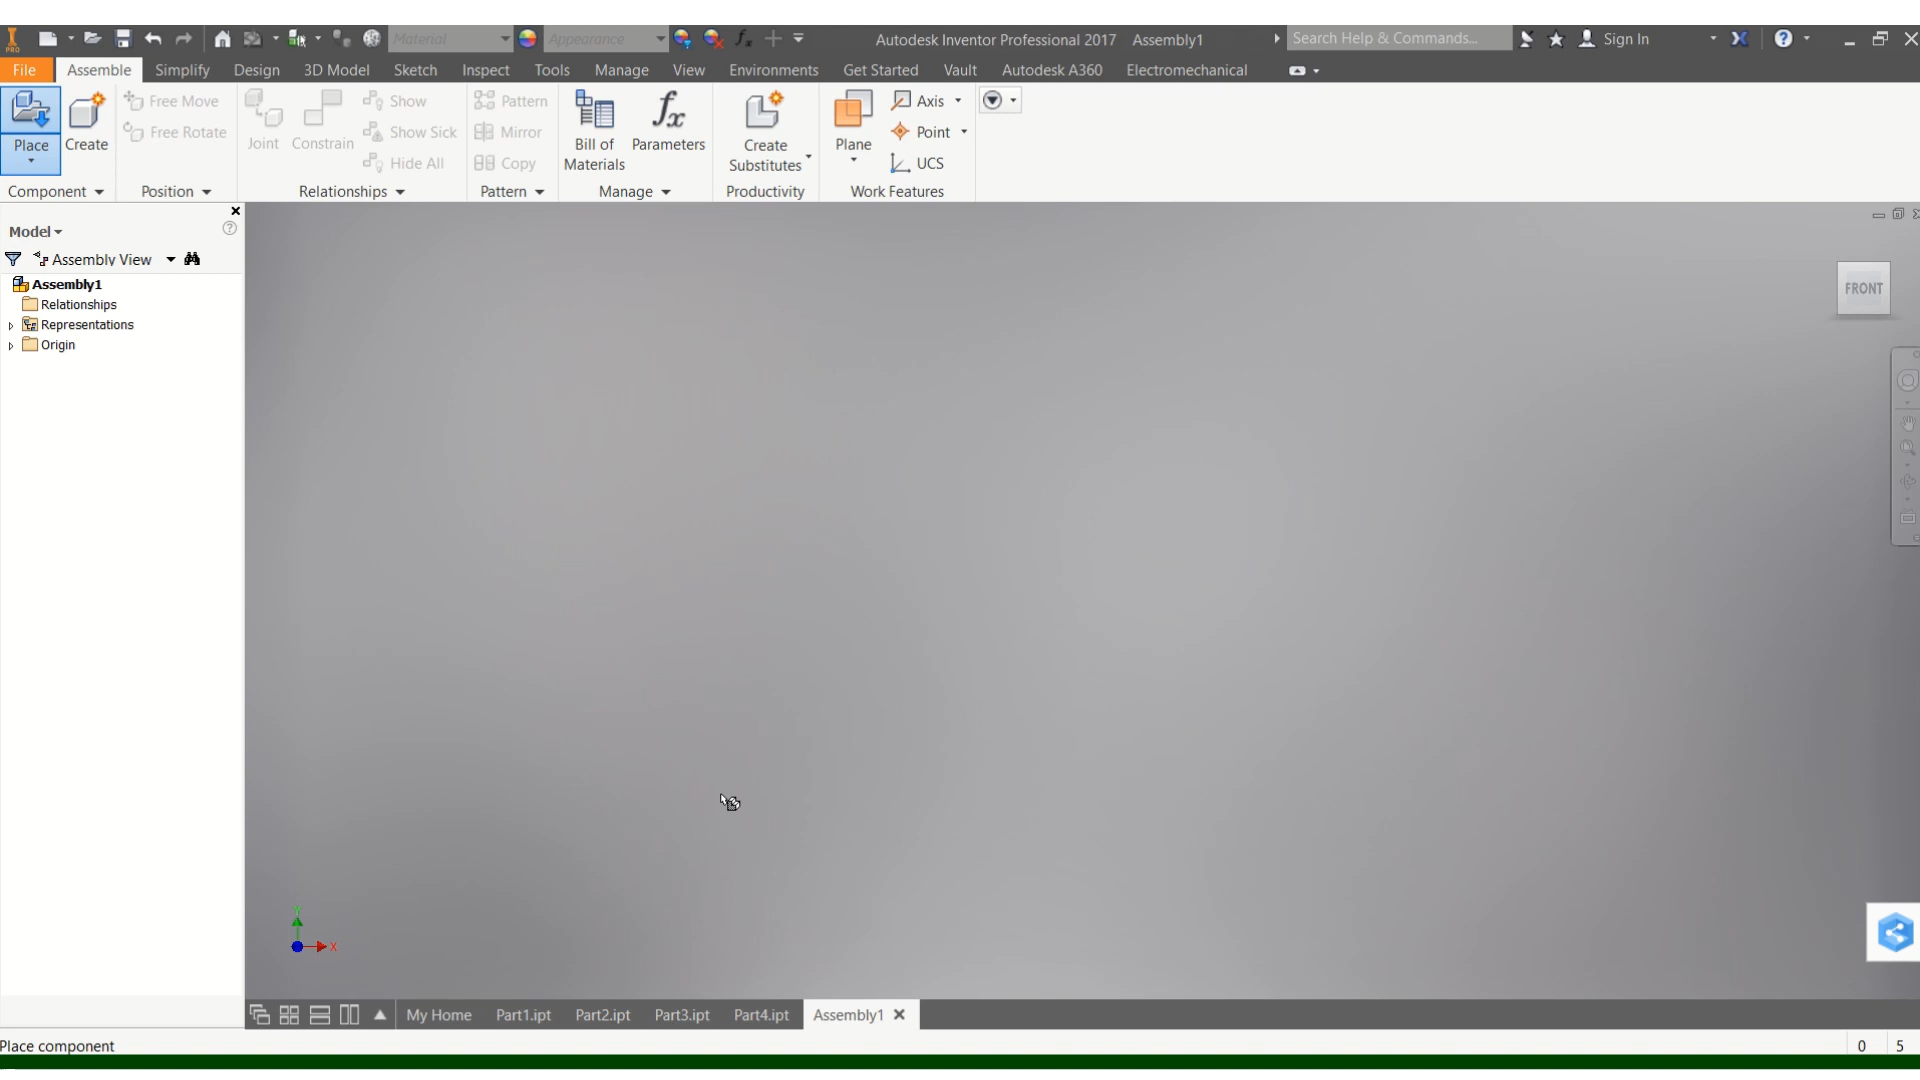 PRO
Material
Appearance
Autodesk Inventor Professional 2017 Assembly1
Search Help & Commands...
Sign In
File Assemble Simplify Design 3D Model Sketch Inspect Tools Manage View Environments Get Started Vault Autodesk A360 Electromechanical
Place
Create
Free Move
Free Rotate
Joint
Constrain
Show
Show Sick
Hide All
Pattern
Mirror
Copy
Bill of
Materials
Parameters
Create
Substitutes
Plane
Axis
Point
UCS
Component Position Relationships Pattern Manage Productivity Work Features
Model
Assembly View
Assembly1
Relationships
Representations
Origin
FRONT
Y
X
My Home Part1.ipt Part2.ipt Part3.ipt Part4.ipt Assembly1
Place component
0 5